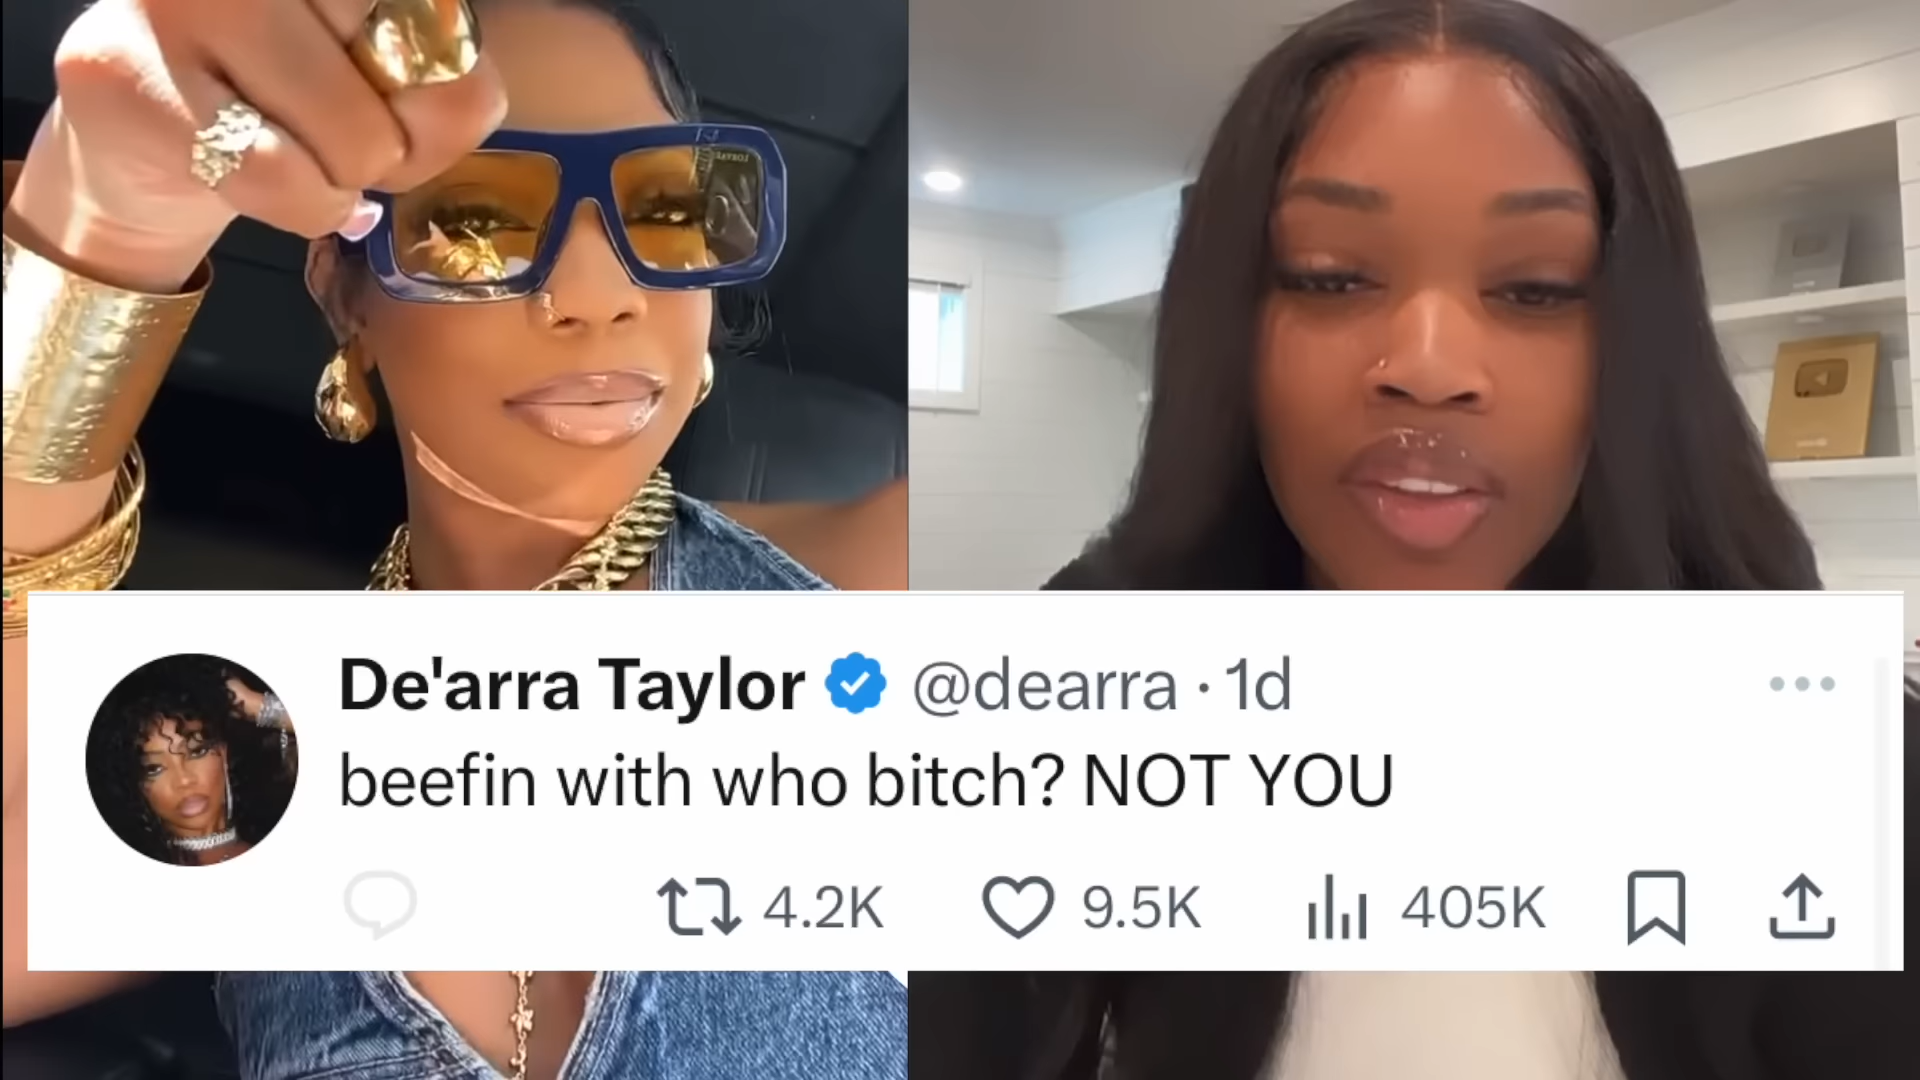 De'arra Taylor @dearra · 1d
beefin with who bitch? NOT YOU
4.2K 9.5K 405K